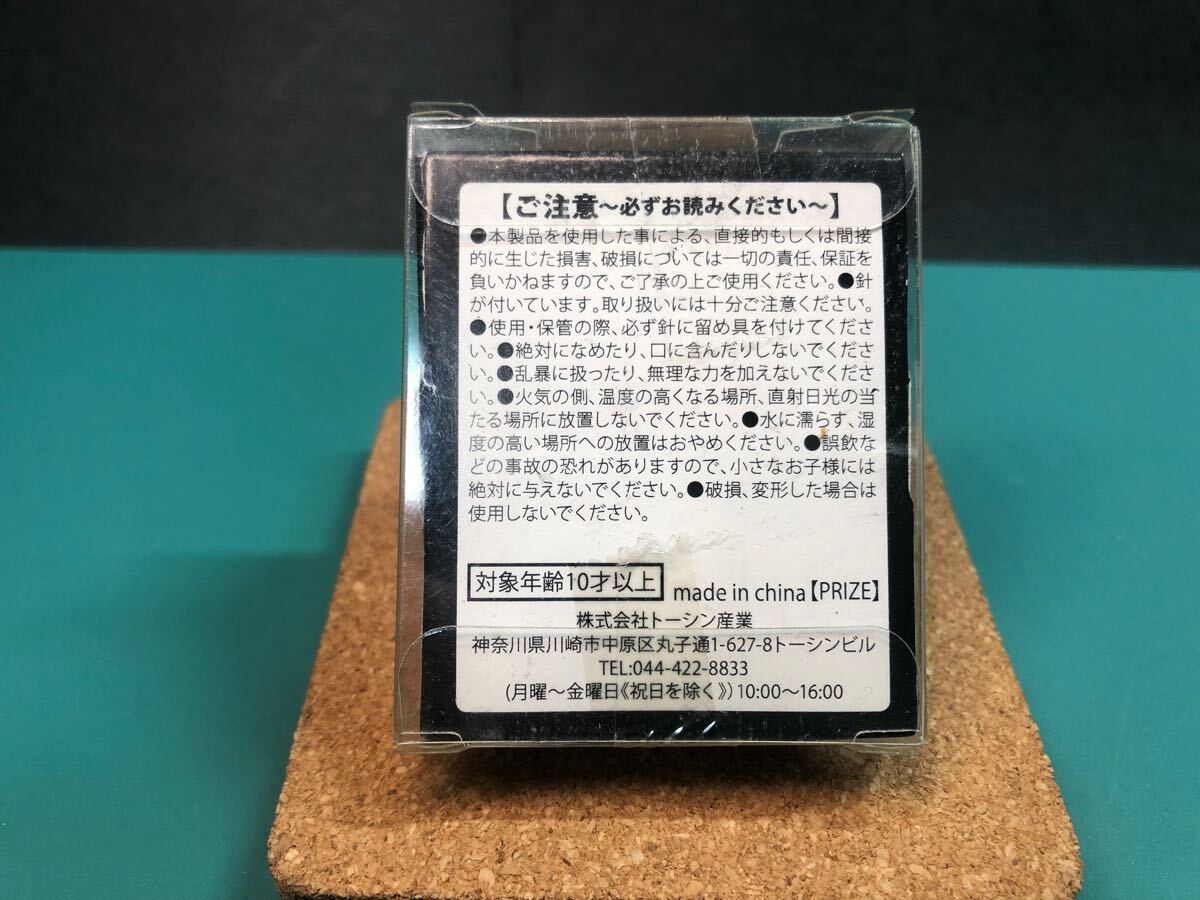 【ご注意～必ずお読みください～】
●本製品を使用した事による、直接的もしくは間接
的に生じた損害、破損については一切の責任、保証を
負いかねますので、ご了承の上ご使用ください。●針
が付いています。取り扱いには十分ご注意ください。
●使用・保管の際、必ず針に留め具を付けてくださ
い。●絶対になめたり、口に含んだりしないでくださ
い。●乱暴に扱ったり、無理な力を加えないでくださ
い。●火気の側、温度の高くなる場所、直射日光の当
たる場所に放置しないでください。●水に濡らす、湿
度の高い場所への放置はおやめください。●誤飲な
どの事故の恐れがありますので、小さなお子様には
絶対に与えないでください。●破損、変形した場合は
使用しないでください。
対象年齢10才以上 made in china【PRIZE】
株式会社トーシン産業
神奈川県川崎市中原区丸子通1-627-8トーシンビル
TEL:044-422-8833
(月曜～金曜日《祝日を除く》)10:00～16:00